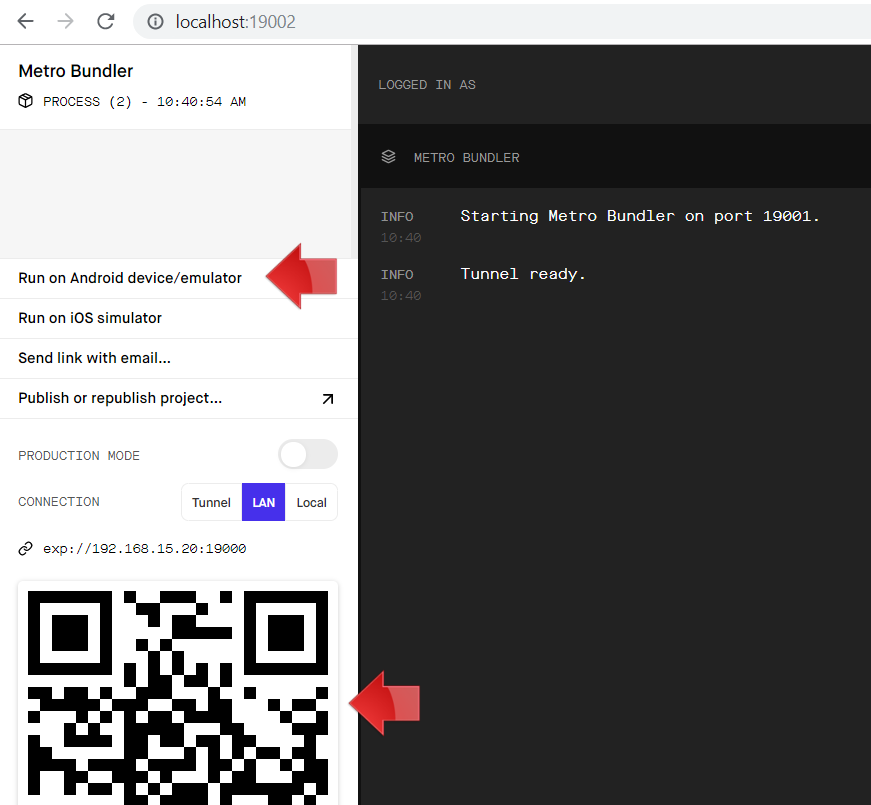 localhost:19002
Metro Bundler
PROCESS (2) - 10:40:54 AM
Run on Android device/emulator
Run on iOS simulator
Send link with email...
Publish or republish project...
PRODUCTION MODE
CONNECTION
Tunnel
LAN
Local
exp://192.168.15.20:19000
LOGGED IN AS
METRO BUNDLER
INFO
Starting Metro Bundler on port 19001.
10:40
INFO
Tunnel ready.
10:40